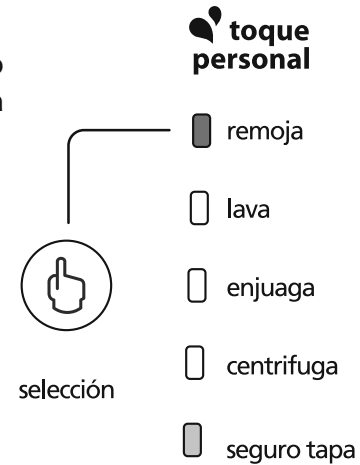 toque
personal
remoja
lava
enjuaga
centrifuga
selección
seguro tapa